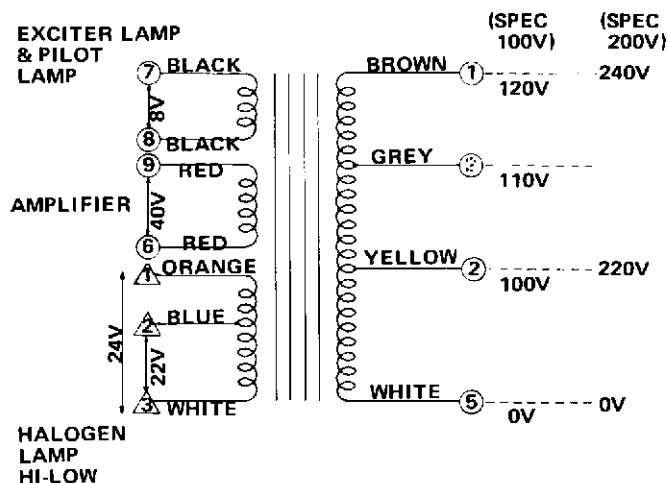 EXCITER LAMP
& PILOT
LAMP
(SPEC 100V)
(SPEC 200V)
7 BLACK
8V
8 BLACK
9 RED
AMPLIFIER
40V
6 RED
1 ORANGE
2 BLUE
24V
22V
3 WHITE
HALOGEN
LAMP
HI-LOW
BROWN 1 120V 240V
GREY 110V
YELLOW 2 100V 220V
WHITE 5 0V 0V